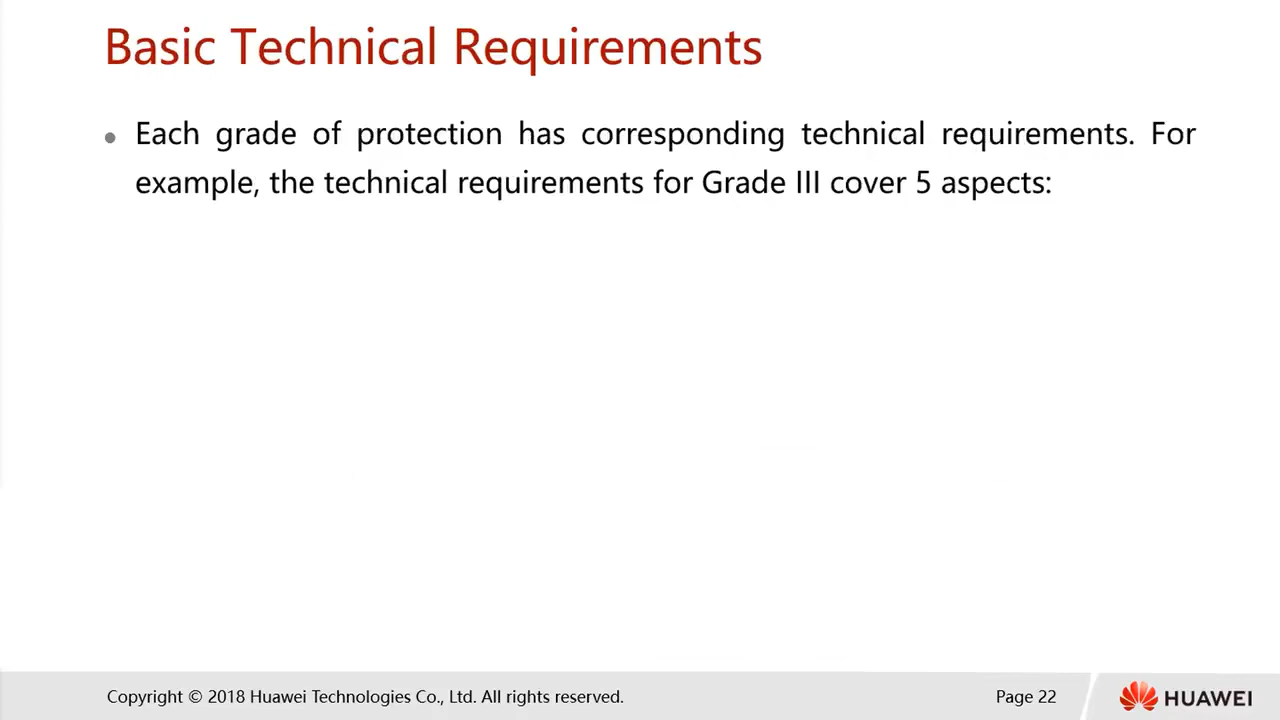 Basic Technical Requirements
● Each grade of protection has corresponding technical requirements. For
example, the technical requirements for Grade III cover 5 aspects:
Copyright © 2018 Huawei Technologies Co., Ltd. All rights reserved.
Page 22
HUAWEI